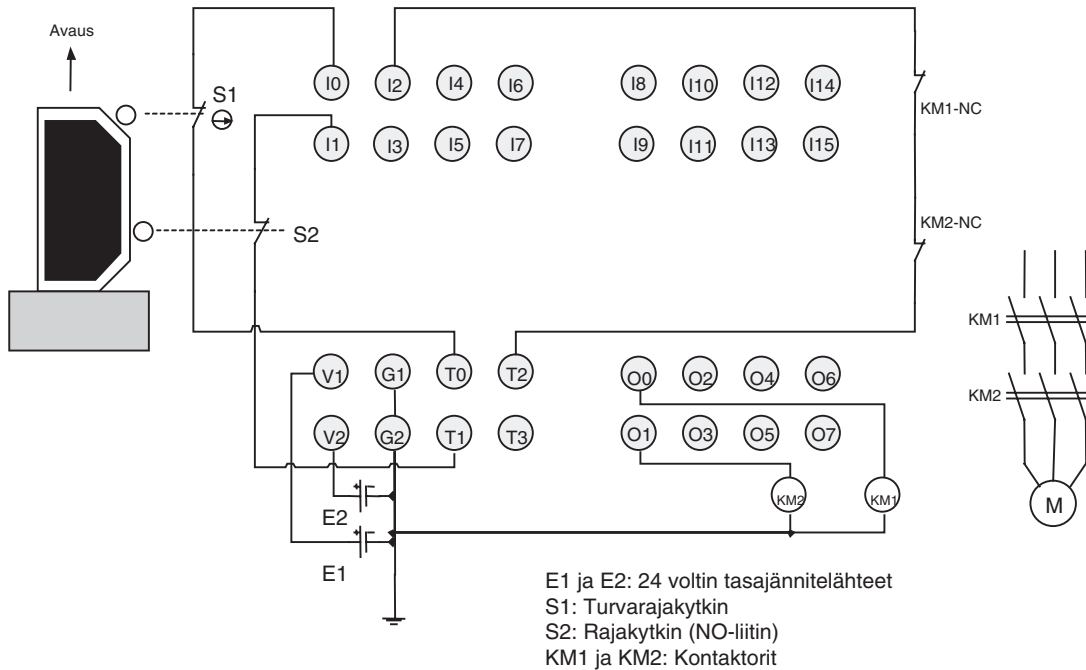 Avaus
S1
S2
I0 I2 I4 I6 I8 I10 I12 I14
I1 I3 I5 I7 I9 I11 I13 I15
KM1-NC
KM2-NC
V1 G1 T0 T2 O0 O2 O4 O6
V2 G2 T1 T3 O1 O3 O5 O7
KM1
KM2
M
KM2 KM1
E2
E1
E1 ja E2: 24 voltin tasajännitelähteet
S1: Turvarajakytkin
S2: Rajakytkin (NO-liitin)
KM1 ja KM2: Kontaktorit